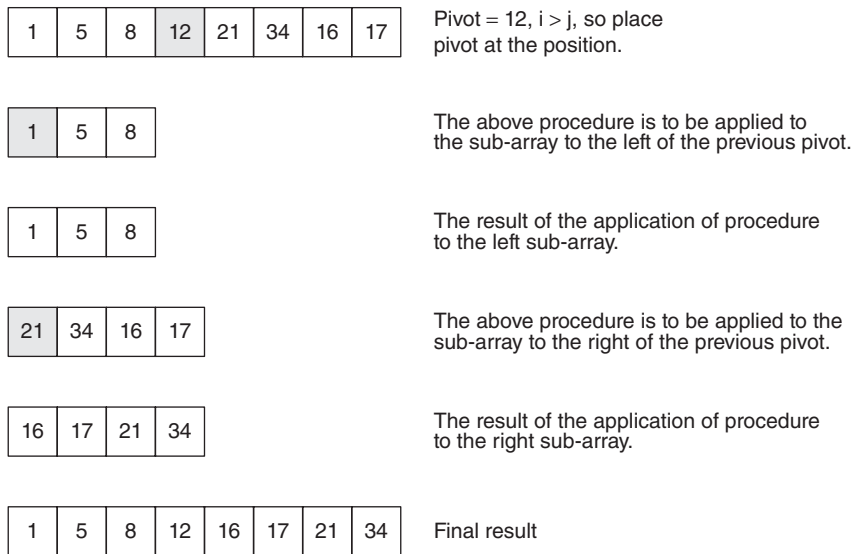 1 5 8 12 21 34 16 17
Pivot = 12, i > j, so place
pivot at the position.
1 5 8
The above procedure is to be applied to
the sub-array to the left of the previous pivot.
1 5 8
The result of the application of procedure
to the left sub-array.
21 34 16 17
The above procedure is to be applied to the
sub-array to the right of the previous pivot.
16 17 21 34
The result of the application of procedure
to the right sub-array.
1 5 8 12 16 17 21 34
Final result